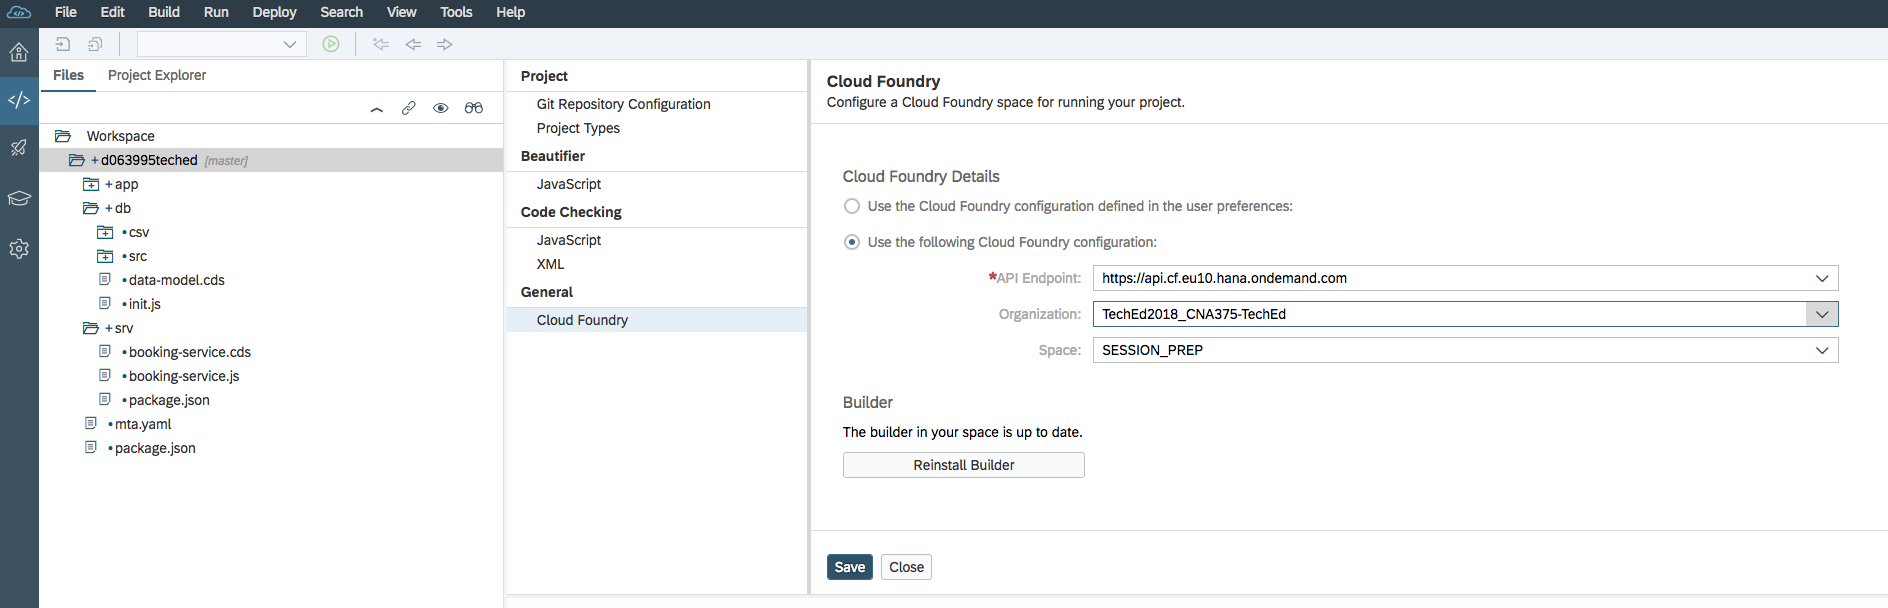 File Edit Build Run Deploy Search View Tools Help
Files Project Explorer
Workspace
+ d063995teched [master]
+ app
+ db
• csv
• src
• data-model.cds
• init.js
+ srv
• booking-service.cds
• booking-service.js
• package.json
• mta.yaml
• package.json
Project
Git Repository Configuration
Project Types
Beautifier
JavaScript
Code Checking
JavaScript
XML
General
Cloud Foundry
Cloud Foundry
Configure a Cloud Foundry space for running your project.
Cloud Foundry Details
Use the Cloud Foundry configuration defined in the user preferences:
Use the following Cloud Foundry configuration:
*API Endpoint: https://api.cf.eu10.hana.ondemand.com
Organization: TechEd2018_CNA375-TechEd
Space: SESSION_PREP
Builder
The builder in your space is up to date.
Reinstall Builder
Save Close